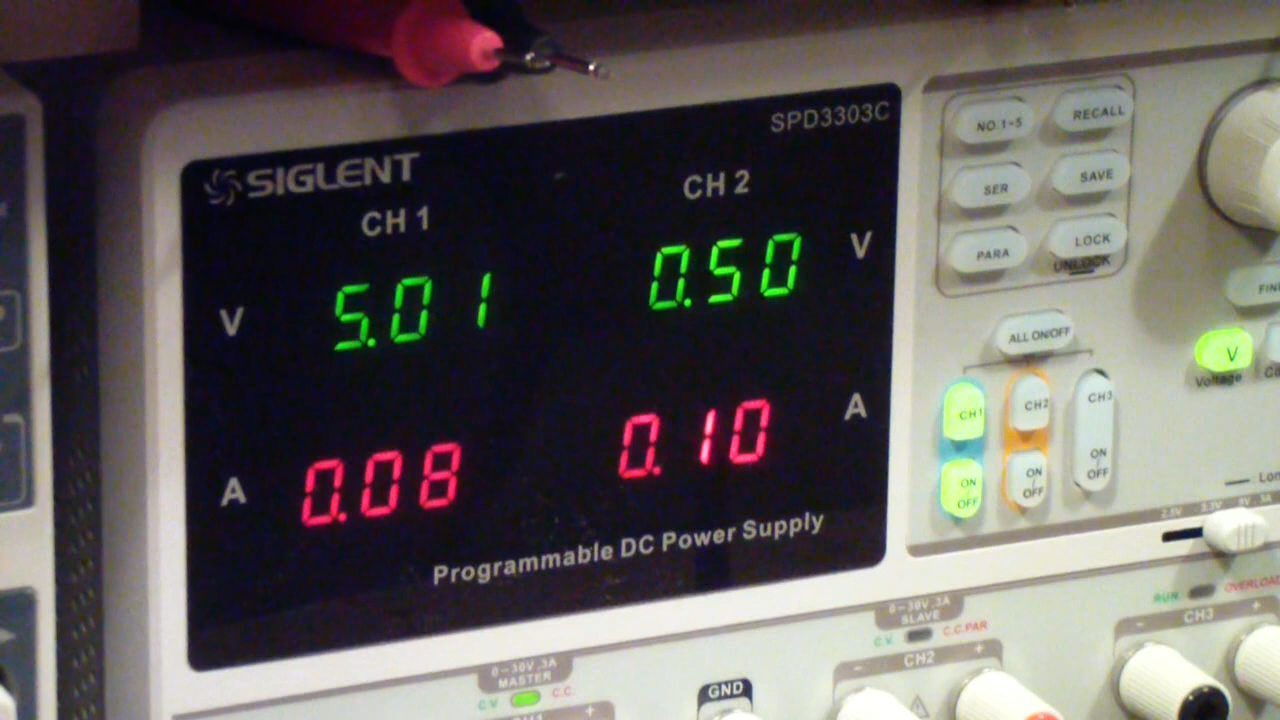 SIGLENT
SPD3303C
CH 1
CH 2
V
5.01
0.50
V
A
0.08
0.10
A
Programmable DC Power Supply
NO.1~5
RECALL
SER
SAVE
PARA
LOCK
UNLOCK
FIN
ALL ON/OFF
V
Voltage
CH1
CH2
CH3
ON
OFF
ON
OFF
ON
OFF
2.5V 3.3V 5V,3A
0~30V,3A
MASTER
C.V.
C.C.
GND
0~30V,3A
SLAVE
C.V.
C.C.PAR
CH2
- +
RUN
OVERLOA
CH3
- +